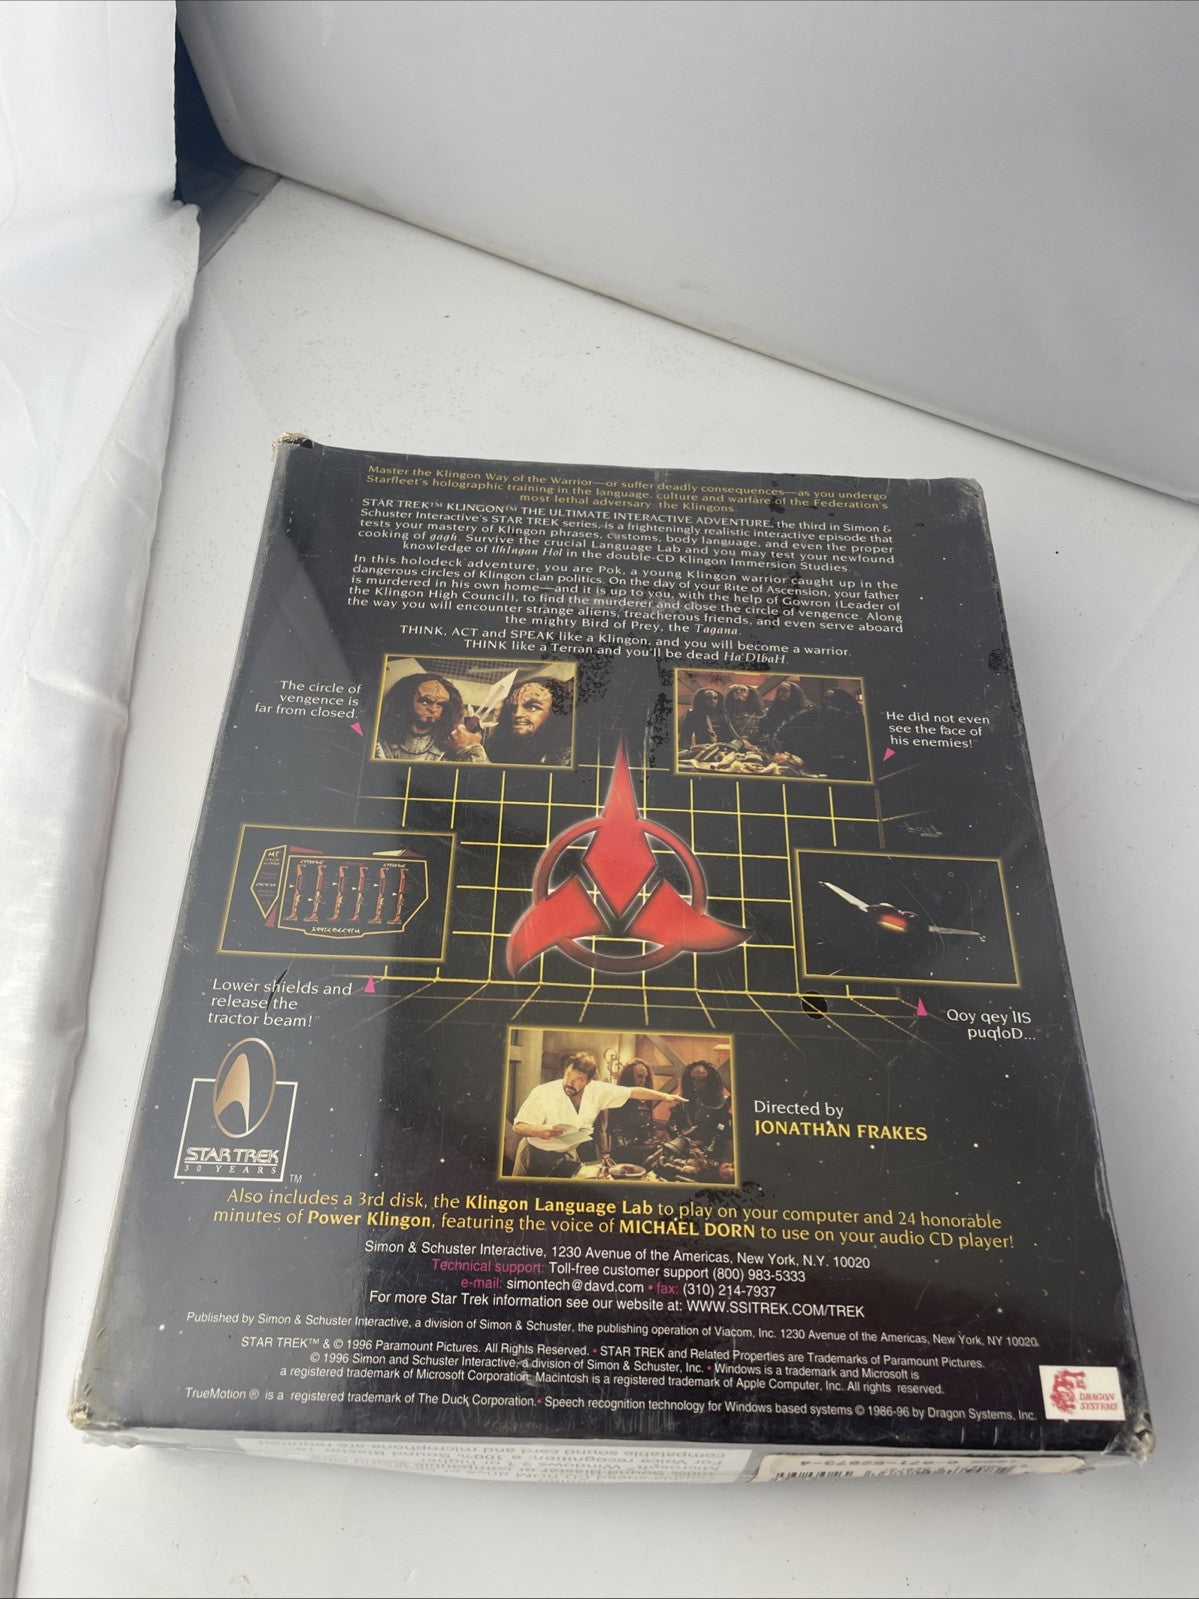 Master the Klingon Way of the Warrior—or suffer deadly consequences—as you undergo
Starfleet's holographic training in the language, culture and warfare of the Federation's
most lethal adversary: the Klingons.
STAR TREK™ KLINGON™ THE ULTIMATE INTERACTIVE ADVENTURE, the third in Simon &
Schuster Interactive's STAR TREK series, is a frighteningly realistic interactive episode that
tests your mastery of Klingon phrases, customs, body language, and even the proper
cooking of gagh. Survive the crucial Language Lab and you may test your newfound
knowledge of tlhIngan Hol in the double-CD Klingon Immersion Studies.
In this holodeck adventure, you are Pok, a young Klingon warrior caught up in the
dangerous circles of Klingon clan politics. On the day of your Rite of Ascension, your father
is murdered in his own home—and it is up to you, with the help of Gowron (Leader of
the Klingon High Council), to find the murderer and close the circle of vengence. Along
the way you will encounter strange aliens, treacherous friends, and even serve aboard
the mighty Bird of Prey, the Taqana.
THINK, ACT and SPEAK like a Klingon, and you will become a warrior.
THINK like a Terran and you'll be dead Ha'DIbaH.
"The circle of
vengence is
far from closed."
"He did not even
see the face of
his enemies!"
"Lower shields and
release the
tractor beam!"
"Qoy qey lIS
puqloD..."
STAR TREK
30 YEARS
TM
Directed by
JONATHAN FRAKES
Also includes a 3rd disk, the Klingon Language Lab to play on your computer and 24 honorable
minutes of Power Klingon, featuring the voice of MICHAEL DORN to use on your audio CD player!
Simon & Schuster Interactive, 1230 Avenue of the Americas, New York, N.Y. 10020
Technical support: Toll-free customer support (800) 983-5333
e-mail: simontech@davd.com • fax: (310) 214-7937
For more Star Trek information see our website at: WWW.SSITREK.COM/TREK
Published by Simon & Schuster Interactive, a division of Simon & Schuster, the publishing operation of Viacom, Inc. 1230 Avenue of the Americas, New York, NY 10020.
STAR TREK™ & © 1996 Paramount Pictures. All Rights Reserved. • STAR TREK and Related Properties are Trademarks of Paramount Pictures.
© 1996 Simon and Schuster Interactive, a division of Simon & Schuster, Inc. • Windows is a trademark and Microsoft is
a registered trademark of Microsoft Corporation. Macintosh is a registered trademark of Apple Computer, Inc. All rights reserved.
TrueMotion ® is a registered trademark of The Duck Corporation. • Speech recognition technology for Windows based systems © 1986-96 by Dragon Systems, Inc.
DRAGON
SYSTEMS